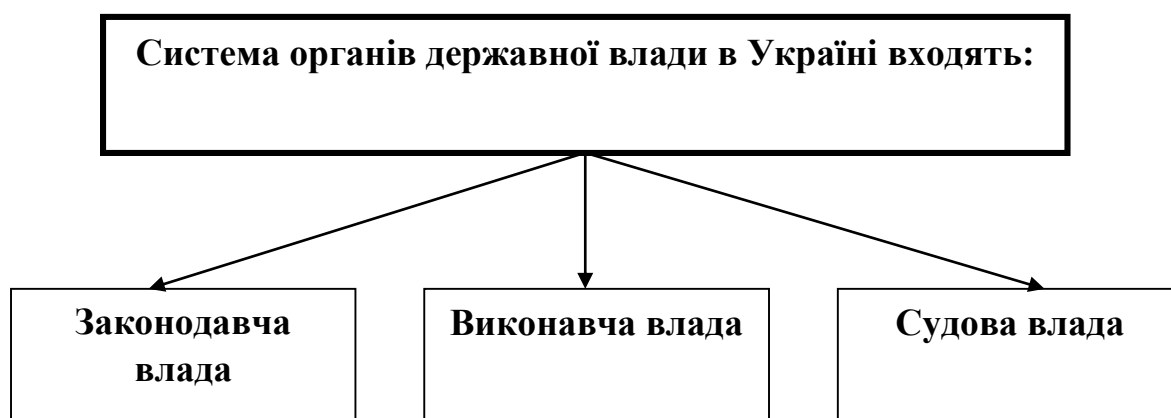 Система органів державної влади в Україні входять:
Законодавча
влада
Виконавча влада
Судова влада